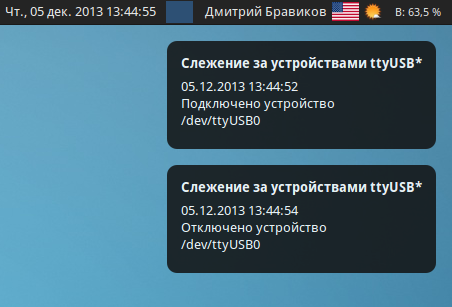 Чт., 05 дек. 2013 13:44:55 Дмитрий Бравиков В: 63,5 %
Слежение за устройствами ttyUSB*
05.12.2013 13:44:52
Подключено устройство
/dev/ttyUSB0
Слежение за устройствами ttyUSB*
05.12.2013 13:44:54
Отключено устройство
/dev/ttyUSB0